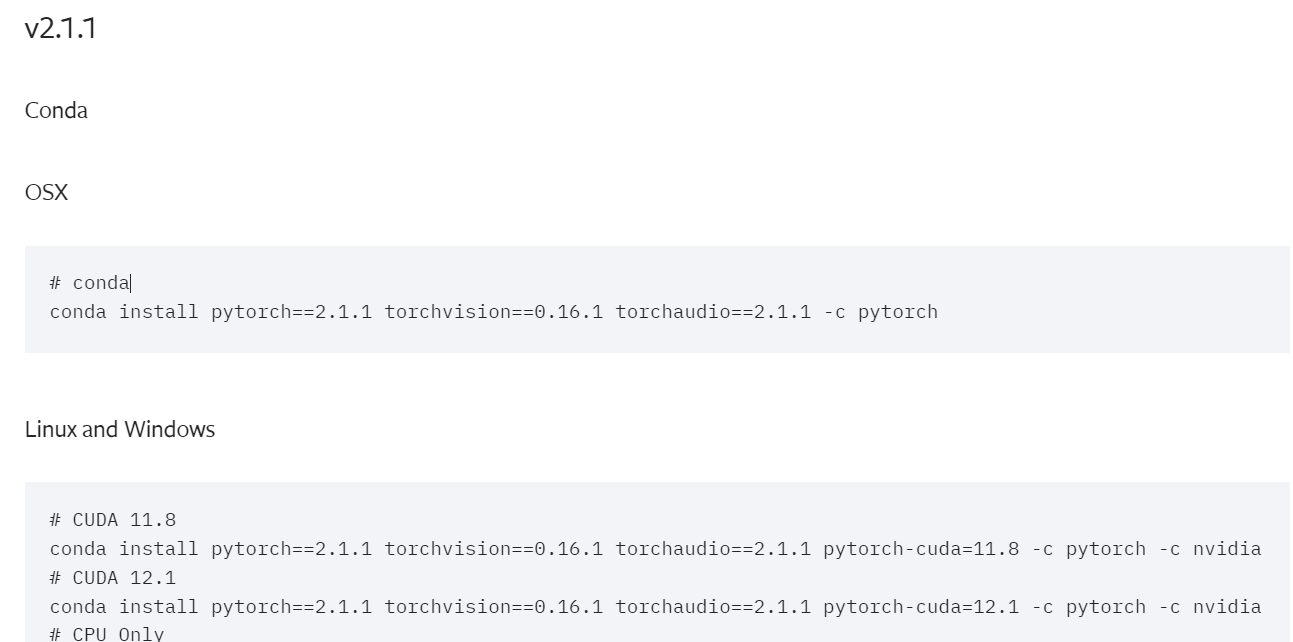 v2.1.1
Conda
OSX
# conda
conda install pytorch==2.1.1 torchvision==0.16.1 torchaudio==2.1.1 -c pytorch
Linux and Windows
# CUDA 11.8
conda install pytorch==2.1.1 torchvision==0.16.1 torchaudio==2.1.1 pytorch-cuda=11.8 -c pytorch -c nvidia
# CUDA 12.1
conda install pytorch==2.1.1 torchvision==0.16.1 torchaudio==2.1.1 pytorch-cuda=12.1 -c pytorch -c nvidia
# CPU Only